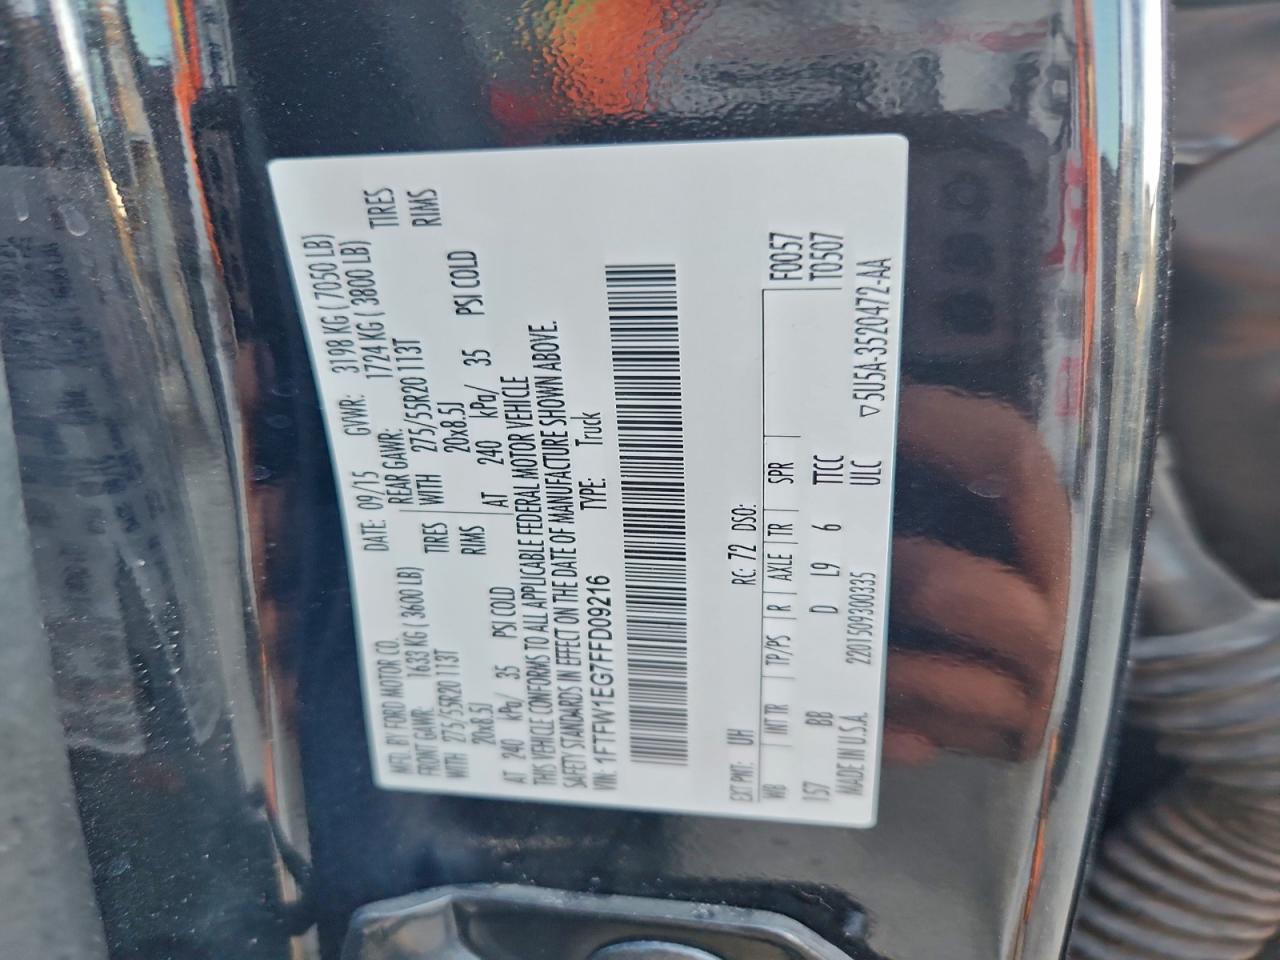 MFL. BY FORD MOTOR CO. DATE: 09/15 GVWR: 3198 KG ( 7050 LB)
FRONT GAWR: 1633 KG ( 3600 LB) REAR GAWR: 1724 KG ( 3800 LB)
WITH 275/55R20 113T TIRES WITH 275/55R20 113T TIRES
20x8.5J RIMS 20x8.5J RIMS
AT 240 kPa/ 35 PSI COLD AT 240 kPa/ 35 PSI COLD
THIS VEHICLE CONFORMS TO ALL APPLICABLE FEDERAL MOTOR VEHICLE
SAFETY STANDARDS IN EFFECT ON THE DATE OF MANUFACTURE SHOWN ABOVE.
VIN: 1FTFW1EG7FFD09216 TYPE: Truck
EXT PNT: UH RC: 72 DSO: F0057
WB INT TR TP/PS R AXLE TR SPR T0507
157 BB D L9 6 TTCC
MADE IN U.S.A. 2201509300335 ULC ▽5U5A-3520472-AA